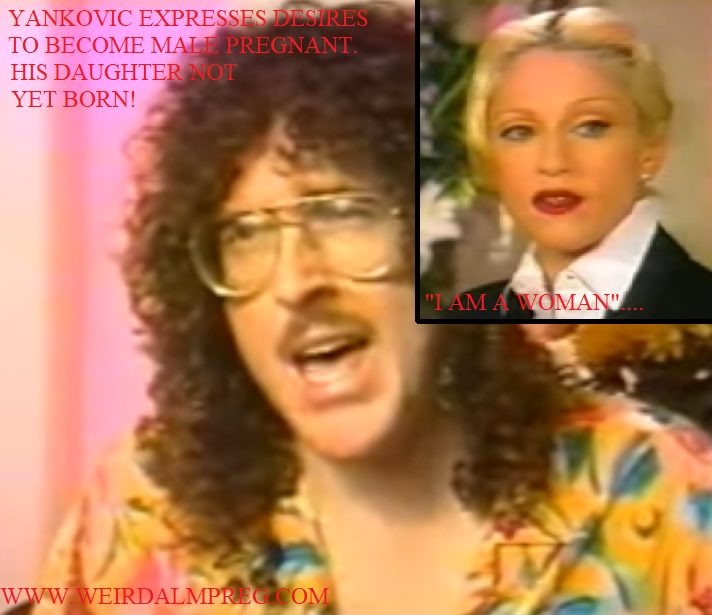 YANKOVIC EXPRESSES DESIRES
TO BECOME MALE PREGNANT.
HIS DAUGHTER NOT
YET BORN!
"I AM A WOMAN"....
WWW.WEIRDALMPREG.COM